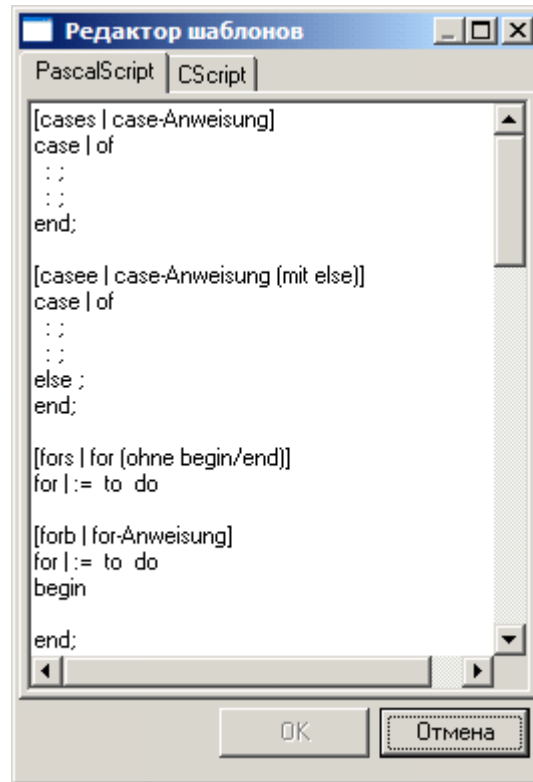 Редактор шаблонов
PascalScript CScript
[cases | case-Anweisung]
case | of
  : ;
  : ;
end;

[casee | case-Anweisung (mit else)]
case | of
  : ;
  : ;
else ;
end;

[fors | for (ohne begin/end)]
for | :=  to  do

[forb | for-Anweisung]
for | :=  to  do
begin

end;
OK Отмена